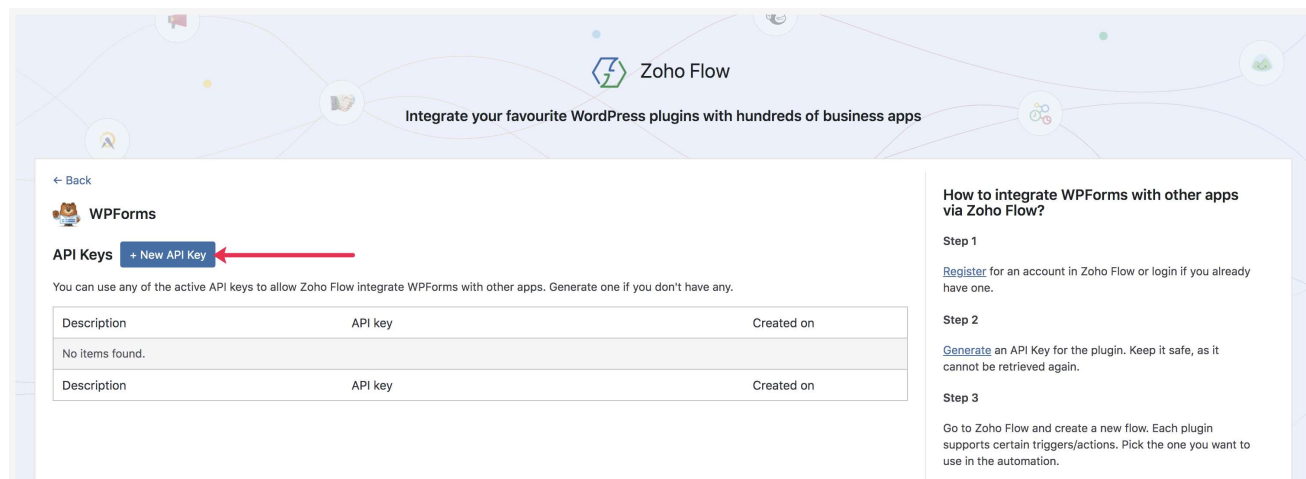 Zoho Flow
Integrate your favourite WordPress plugins with hundreds of business apps
← Back
WPForms
API Keys + New API Key
You can use any of the active API keys to allow Zoho Flow integrate WPForms with other apps. Generate one if you don't have any.
Description API key Created on
No items found.
Description API key Created on
How to integrate WPForms with other apps
via Zoho Flow?
Step 1
Register for an account in Zoho Flow or login if you already
have one.
Step 2
Generate an API Key for the plugin. Keep it safe, as it
cannot be retrieved again.
Step 3
Go to Zoho Flow and create a new flow. Each plugin
supports certain triggers/actions. Pick the one you want to
use in the automation.